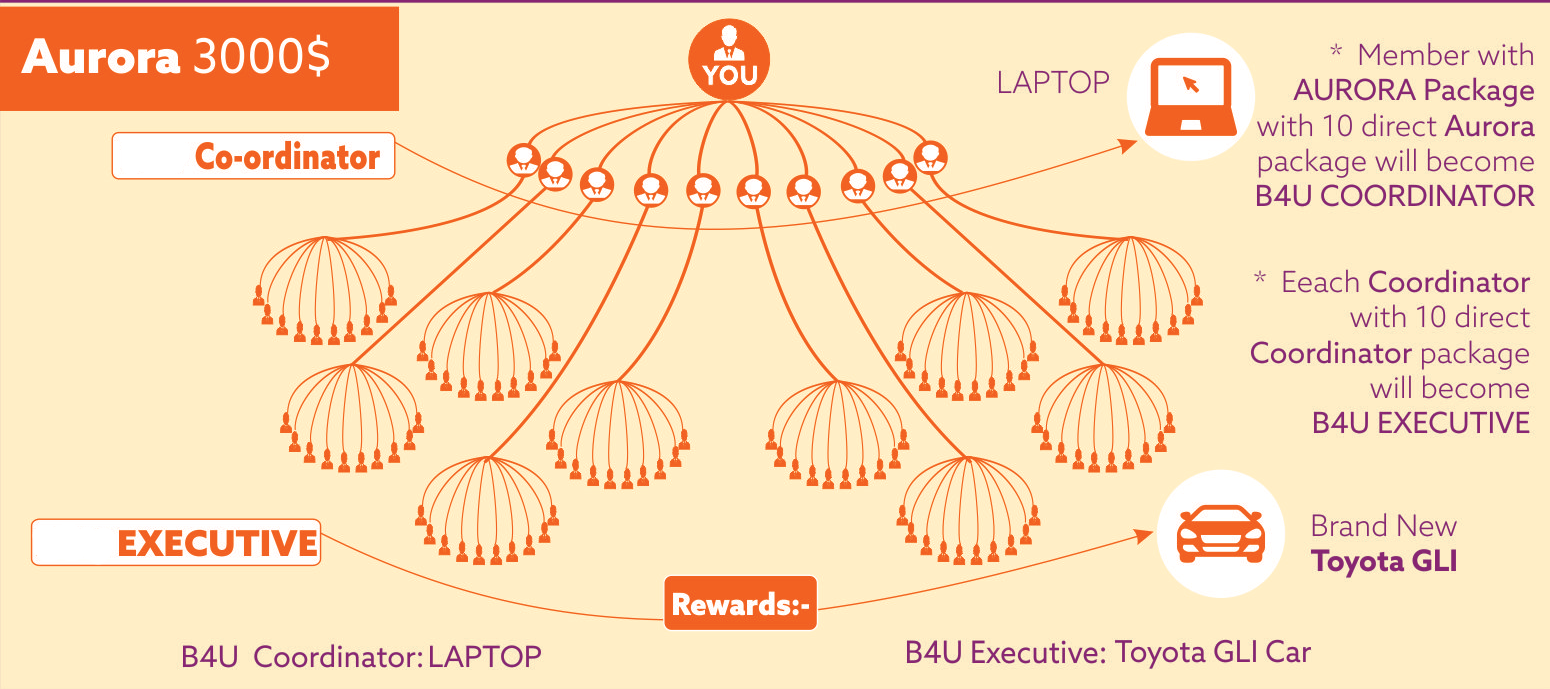 Aurora 3000$
YOU
LAPTOP
* Member with
AURORA Package
with 10 direct Aurora
package will become
B4U COORDINATOR
Co-ordinator
* Eeach Coordinator
with 10 direct
Coordinator package
will become
B4U EXECUTIVE
EXECUTIVE
Brand New
Toyota GLI
Rewards:-
B4U Coordinator: LAPTOP
B4U Executive: Toyota GLI Car